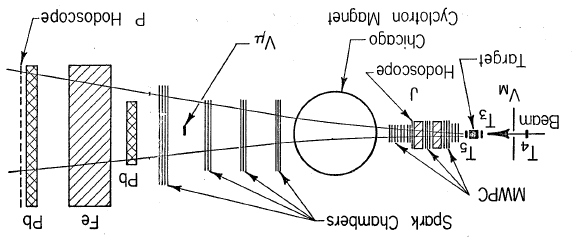 MWPC
Spark Chambers
Pb
Fe
Pb
T4
Beam
T5
T3
VM
Target
J
Hodoscope
Chicago
Cyclotron Magnet
Vμ
P Hodoscope